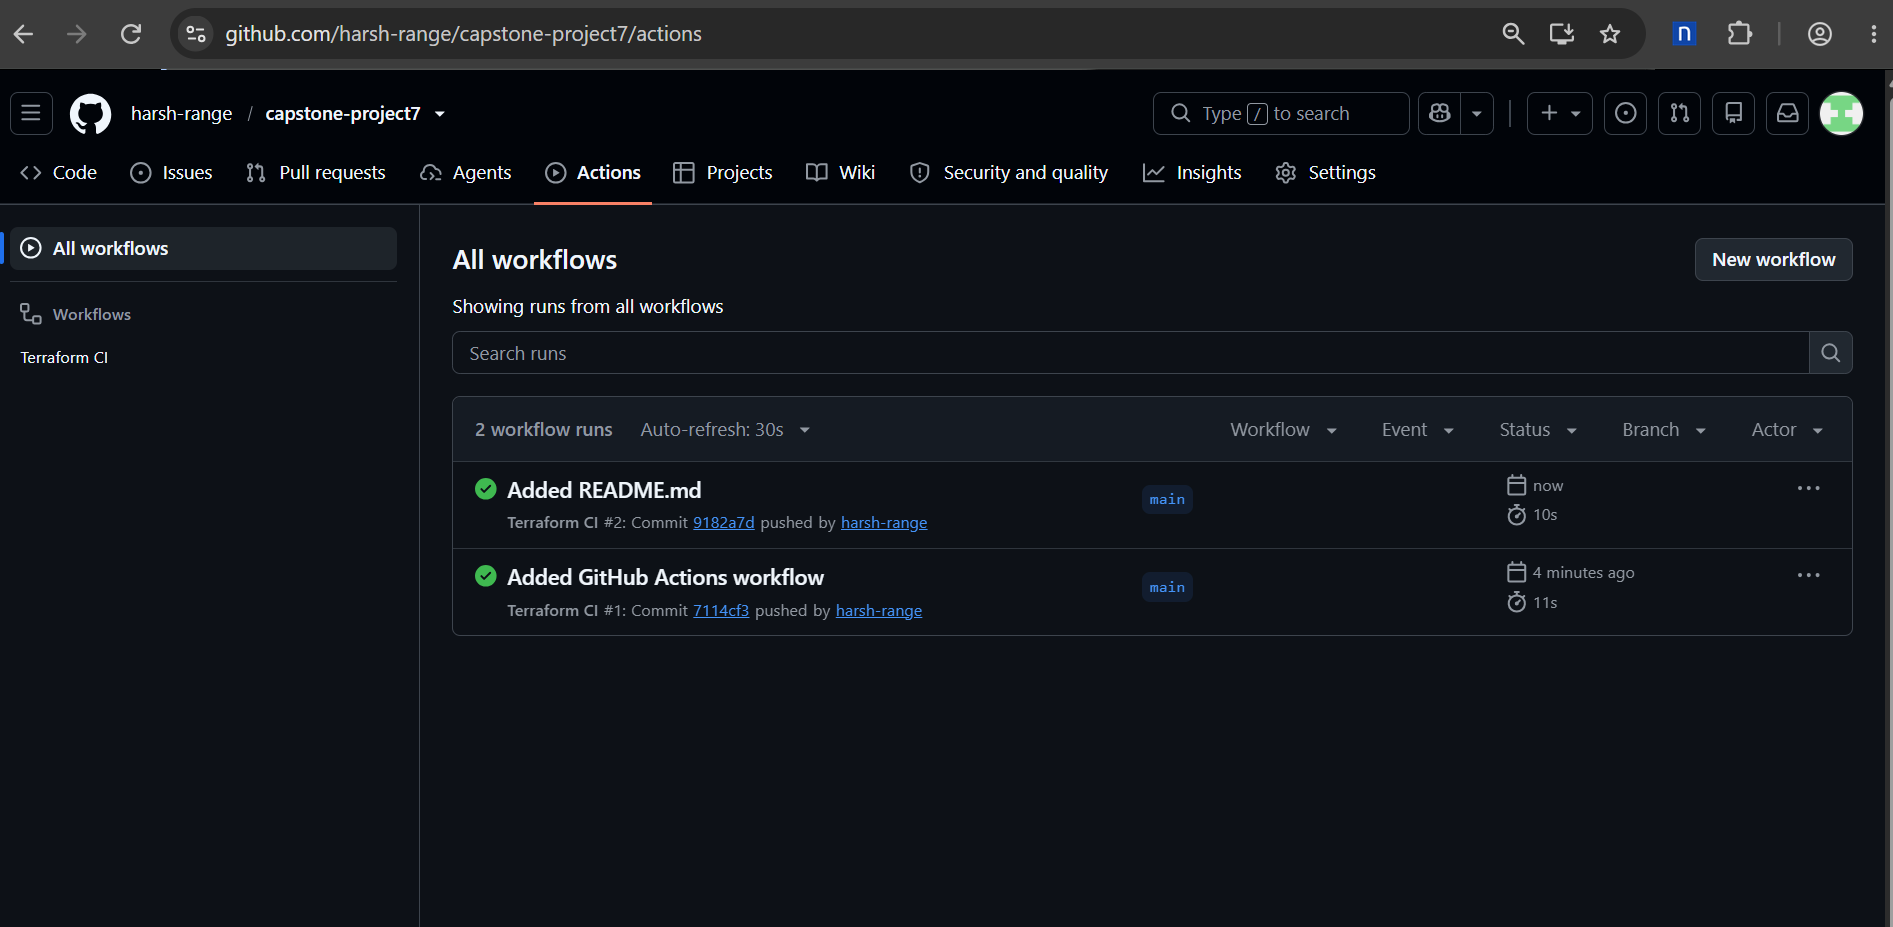 github.com/harsh-range/capstone-project7/actions
n
harsh-range / capstone-project7
Type / to search
Code
Issues
Pull requests
Agents
Actions
Projects
Wiki
Security and quality
Insights
Settings
All workflows
Workflows
Terraform CI
All workflows
New workflow
Showing runs from all workflows
Search runs
2 workflow runs
Auto-refresh: 30s
Workflow
Event
Status
Branch
Actor
Added README.md
Terraform CI #2: Commit 9182a7d pushed by harsh-range
main
now
10s
Added GitHub Actions workflow
Terraform CI #1: Commit 7114cf3 pushed by harsh-range
main
4 minutes ago
11s